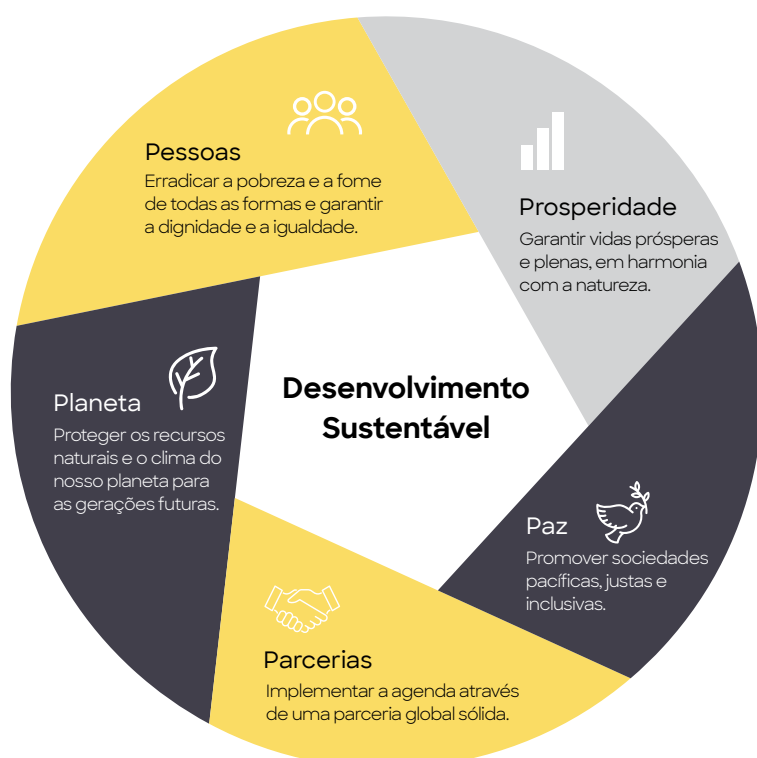 Pessoas
Erradicar a pobreza e a fome
de todas as formas e garantir
a dignidade e a igualdade.
Prosperidade
Garantir vidas prósperas
e plenas, em harmonia
com a natureza.
Desenvolvimento
Sustentável
Planeta
Proteger os recursos
naturais e o clima do
nosso planeta para
as gerações futuras.
Paz
Promover sociedades
pacíficas, justas e
inclusivas.
Parcerias
Implementar a agenda através
de uma parceria global sólida.